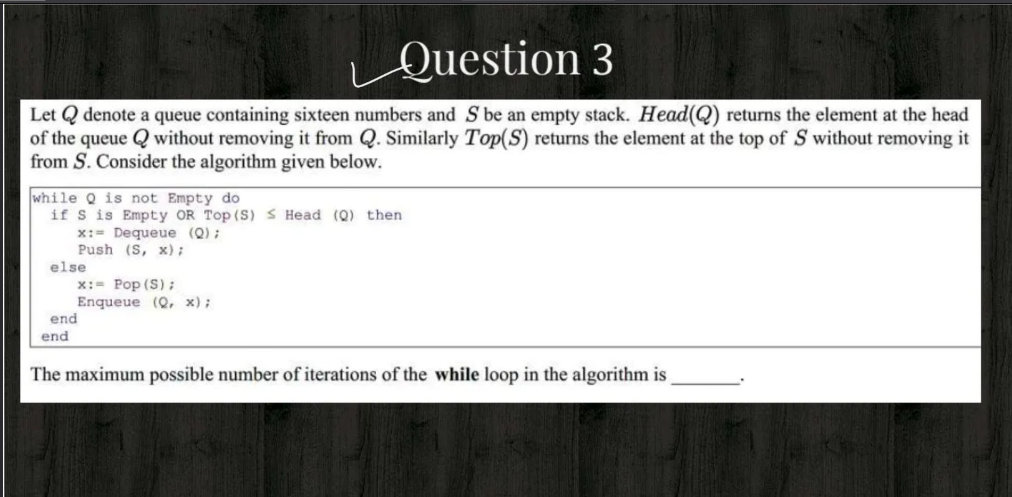 Question 3
Let Q denote a queue containing sixteen numbers and S be an empty stack. Head(Q) returns the element at the head
of the queue Q without removing it from Q. Similarly Top(S) returns the element at the top of S without removing it
from S. Consider the algorithm given below.
while Q is not Empty do
if S is Empty OR Top(S) ≤ Head (Q) then
x:= Dequeue (Q);
Push (S, x);
else
x:= Pop(S);
Enqueue (Q, x);
end
end
The maximum possible number of iterations of the while loop in the algorithm is _______.